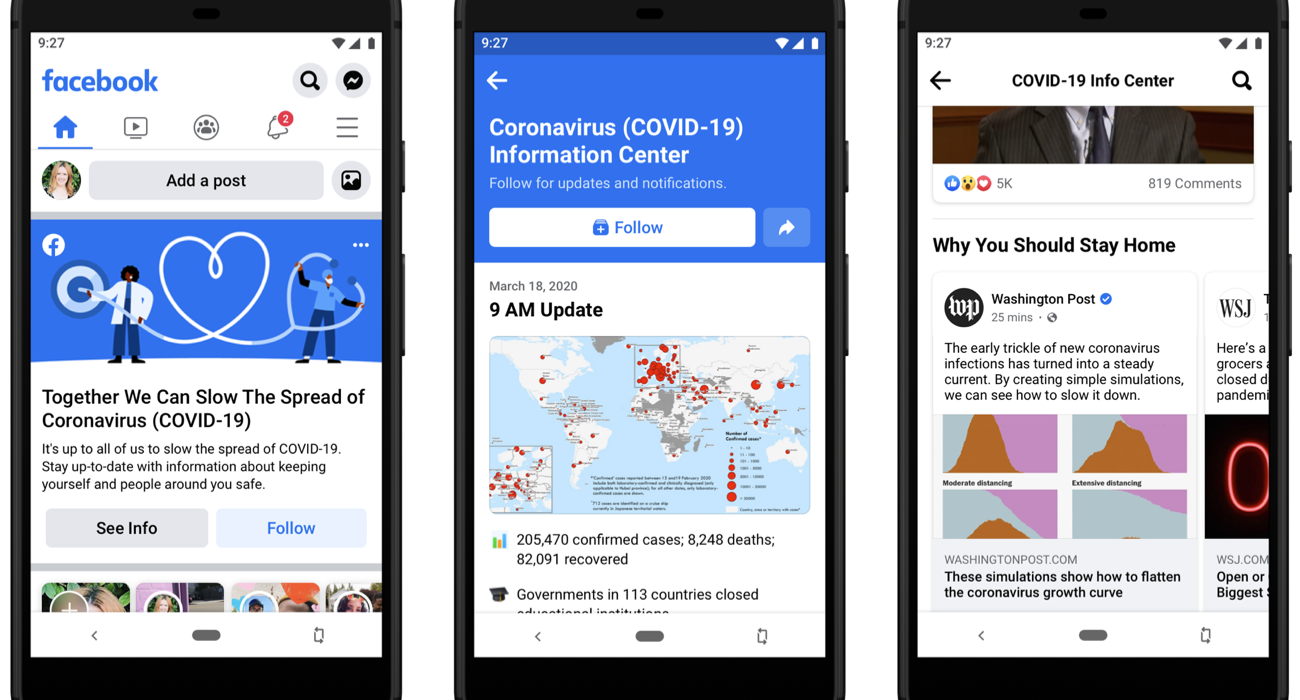 9:27
facebook
2
Add a post
Together We Can Slow The Spread of
Coronavirus (COVID-19)
It's up to all of us to slow the spread of COVID-19.
Stay up-to-date with information about keeping
yourself and people around you safe.
See Info
Follow
9:27
Coronavirus (COVID-19)
Information Center
Follow for updates and notifications.
Follow
March 18, 2020
9 AM Update
Number of
Confirmed cases*
205,470 confirmed cases; 8,248 deaths;
82,091 recovered
Governments in 113 countries closed
educational institutions
9:27
COVID-19 Info Center
5K
819 Comments
Why You Should Stay Home
wp
Washington Post
25 mins ·
The early trickle of new coronavirus
infections has turned into a steady
current. By creating simple simulations,
we can see how to slow it down.
Moderate distancing
Extensive distancing
WASHINGTONPOST.COM
These simulations show how to flatten
the coronavirus growth curve
WSJ
Here's a
grocers
closed d
pandemi
WSJ.COM
Open or
Biggest